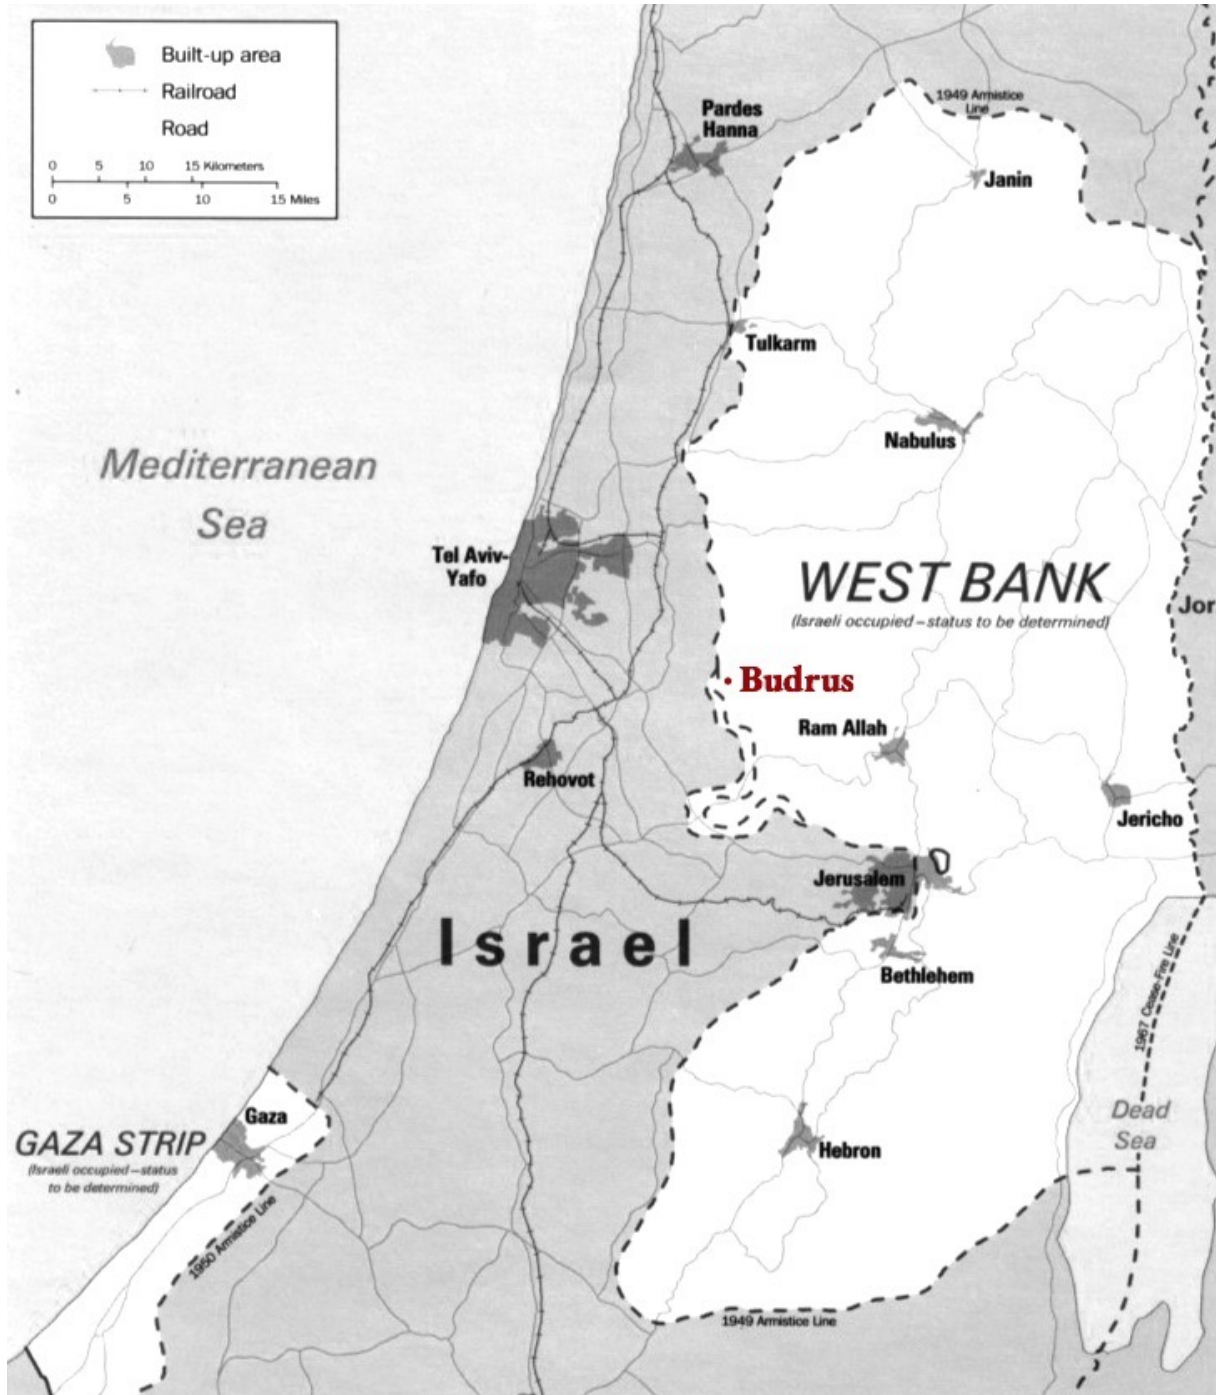 Built-up area
Railroad
Road
0 5 10 15 Kilometers
0 5 10 15 Miles
1949 Armistice
Line
Pardes
Hanna
Janin
Tulkarm
Nabulus
Mediterranean
Sea
Tel Aviv-
Yafo
WEST BANK
(Israeli occupied—status to be determined)
Jor
Budrus
Ram Allah
Rehovot
Jericho
Jerusalem
Israel
Bethlehem
1967 Cease-Fire Line
Gaza
GAZA STRIP
(Israeli occupied—status
to be determined)
Dead
Sea
Hebron
1950 Armistice Line
1949 Armistice Line